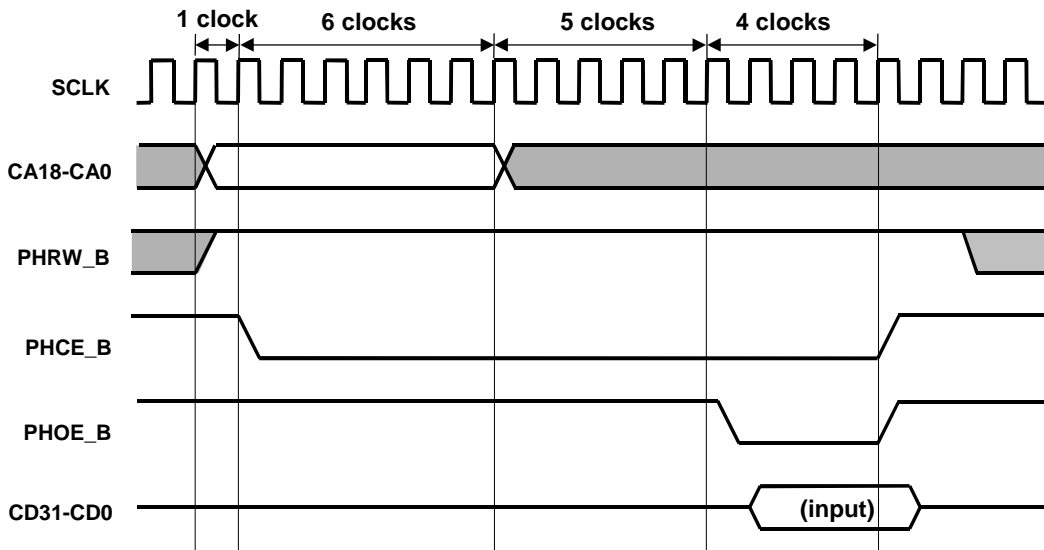 1 clock
6 clocks
5 clocks
4 clocks
SCLK
CA18-CA0
PHRW_B
PHCE_B
PHOE_B
CD31-CD0
(input)